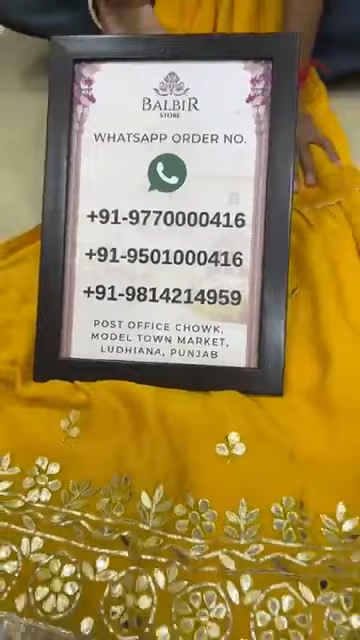 BALBIR
STORE
WHATSAPP ORDER NO.
+91-9770000416
+91-9501000416
+91-9814214959
POST OFFICE CHOWK,
MODEL TOWN MARKET,
LUDHIANA, PUNJAB